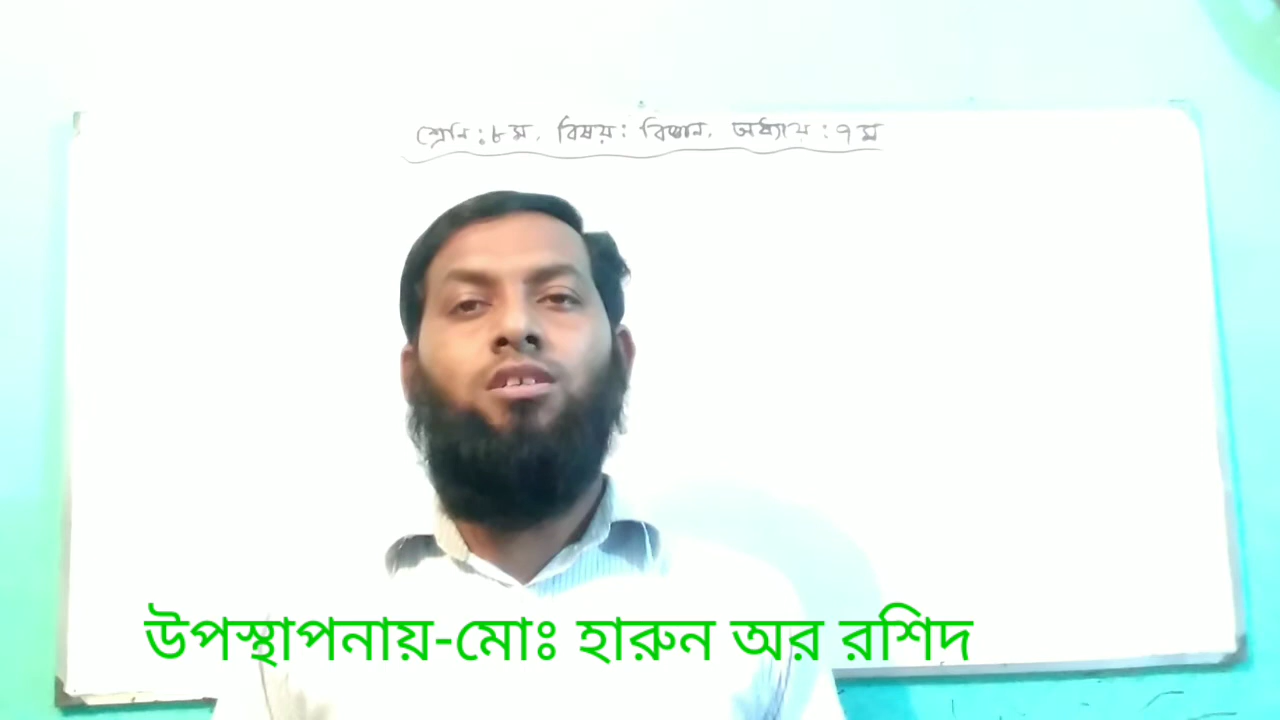 শ্রেনি : ৮ম, বিষয় : বিজ্ঞান, অধ্যায় : ৭ম
উপস্থাপনায়-মোঃ হারুন অর রশিদ